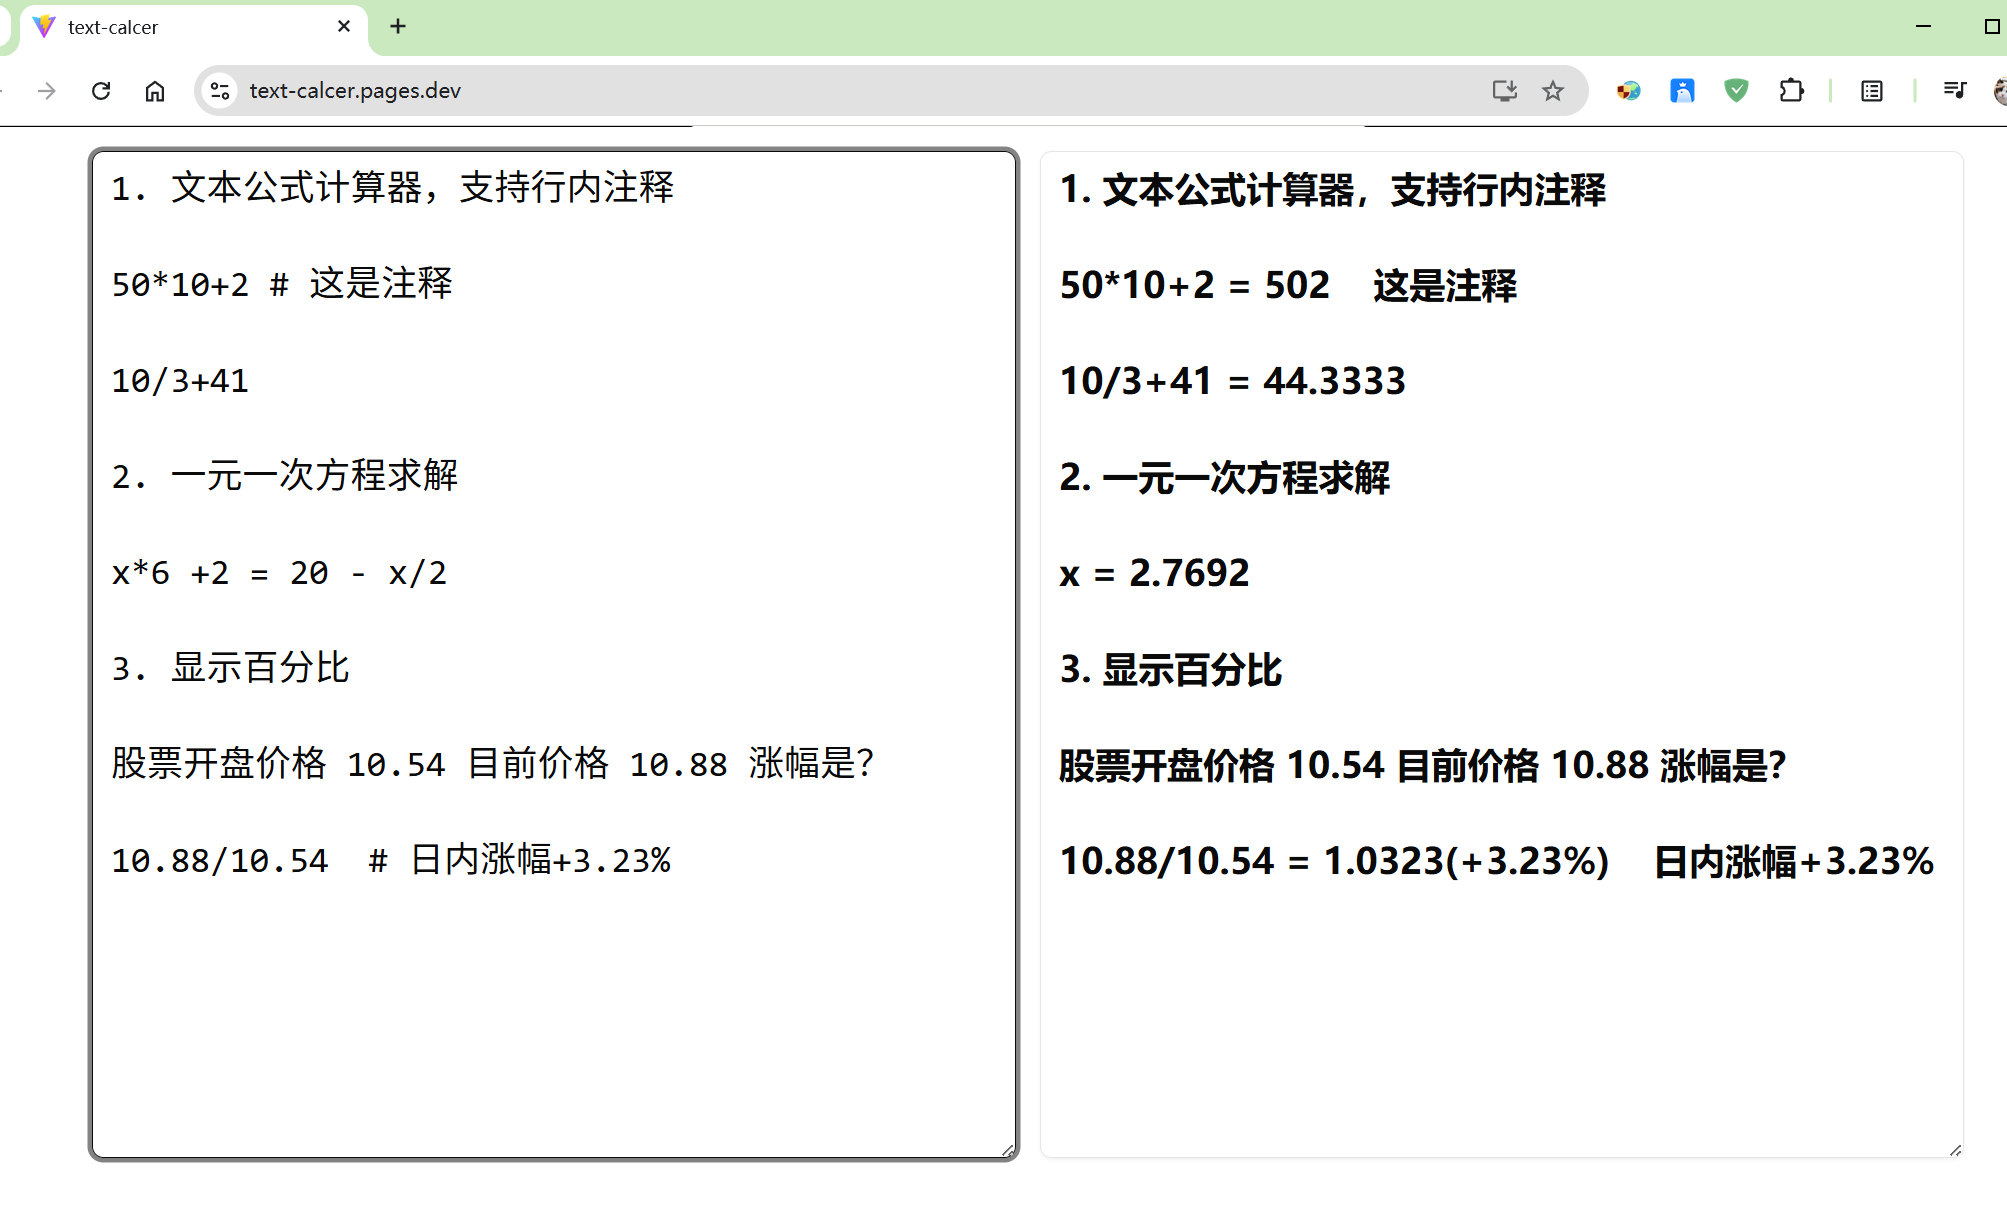 text-calcer
text-calcer.pages.dev
1. 文本公式计算器，支持行内注释
50*10+2 # 这是注释
10/3+41
2. 一元一次方程求解
x*6 +2 = 20 - x/2
3. 显示百分比
股票开盘价格 10.54 目前价格 10.88 涨幅是？
10.88/10.54  # 日内涨幅+3.23%
1. 文本公式计算器，支持行内注释
50*10+2 = 502    这是注释
10/3+41 = 44.3333
2. 一元一次方程求解
x = 2.7692
3. 显示百分比
股票开盘价格 10.54 目前价格 10.88 涨幅是？
10.88/10.54 = 1.0323(+3.23%)    日内涨幅+3.23%